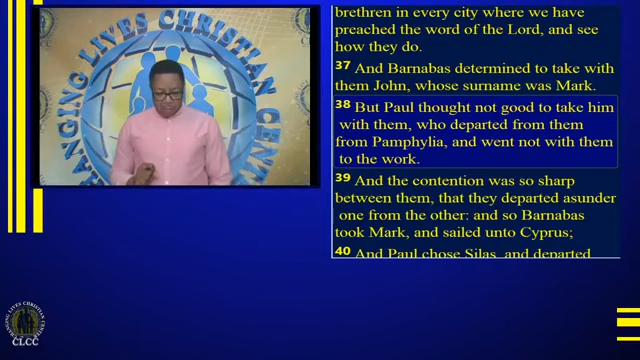 CHANGING LIVES CHRISTIAN CENTE
brethren in every city where we have
preached the word of the Lord, and see
how they do.
37 And Barnabas determined to take with
them John, whose surname was Mark.
38 But Paul thought not good to take him
with them, who departed from them
from Pamphylia, and went not with them
to the work.
39 And the contention was so sharp
between them, that they departed asunder
one from the other: and so Barnabas
took Mark, and sailed unto Cyprus;
40 And Paul chose Silas, and departed
CHANGING LIVES CHRISTIAN CENTER
CLCC